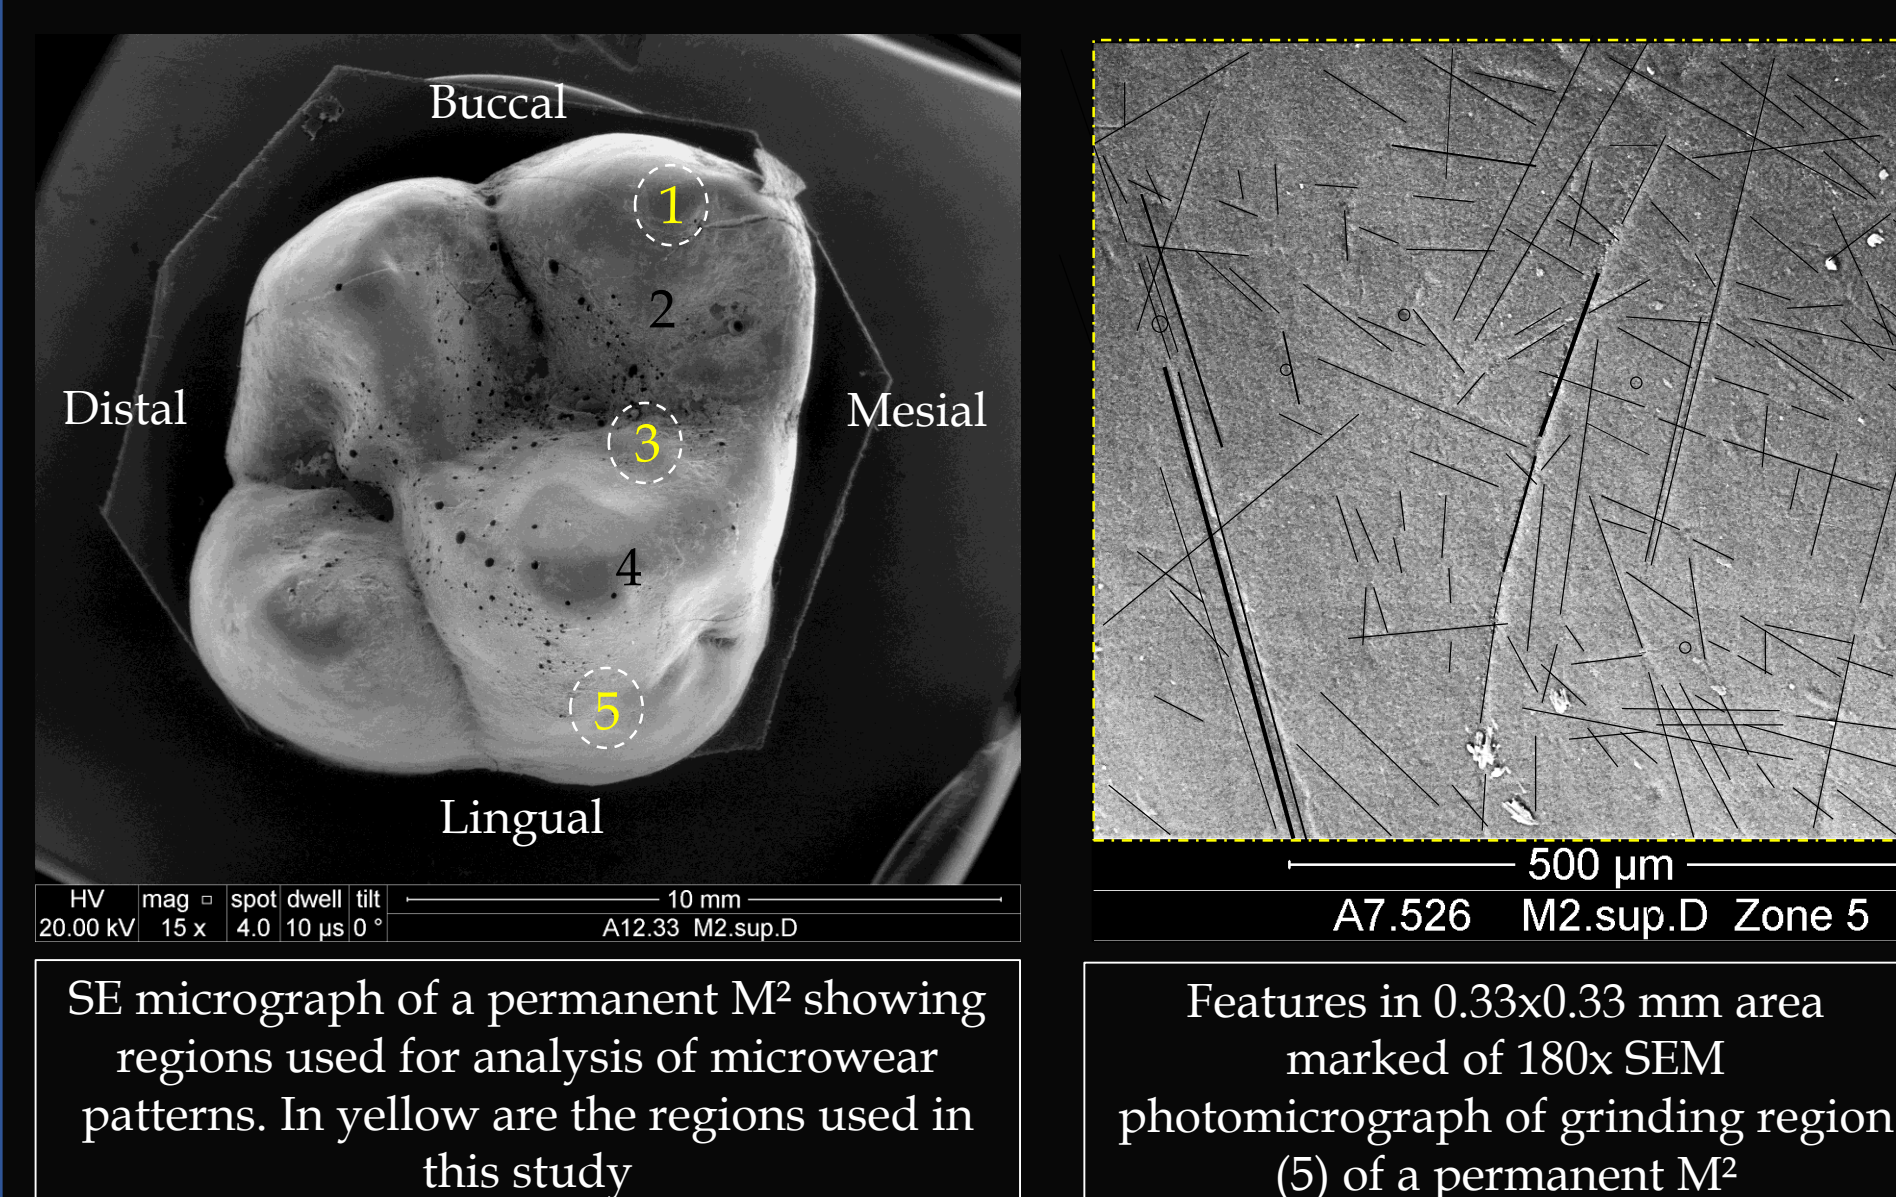 Buccal
1
2
Distal
Mesial
3
4
5
Lingual
HV mag □ spot dwell tilt 10 mm
20.00 kV 15 x 4.0 10 µs 0 ° A12.33 M2.sup.D
SE micrograph of a permanent M² showing
regions used for analysis of microwear
patterns. In yellow are the regions used in
this study
500 µm
A7.526 M2.sup.D Zone 5
Features in 0.33x0.33 mm area
marked of 180x SEM
photomicrograph of grinding region
(5) of a permanent M²